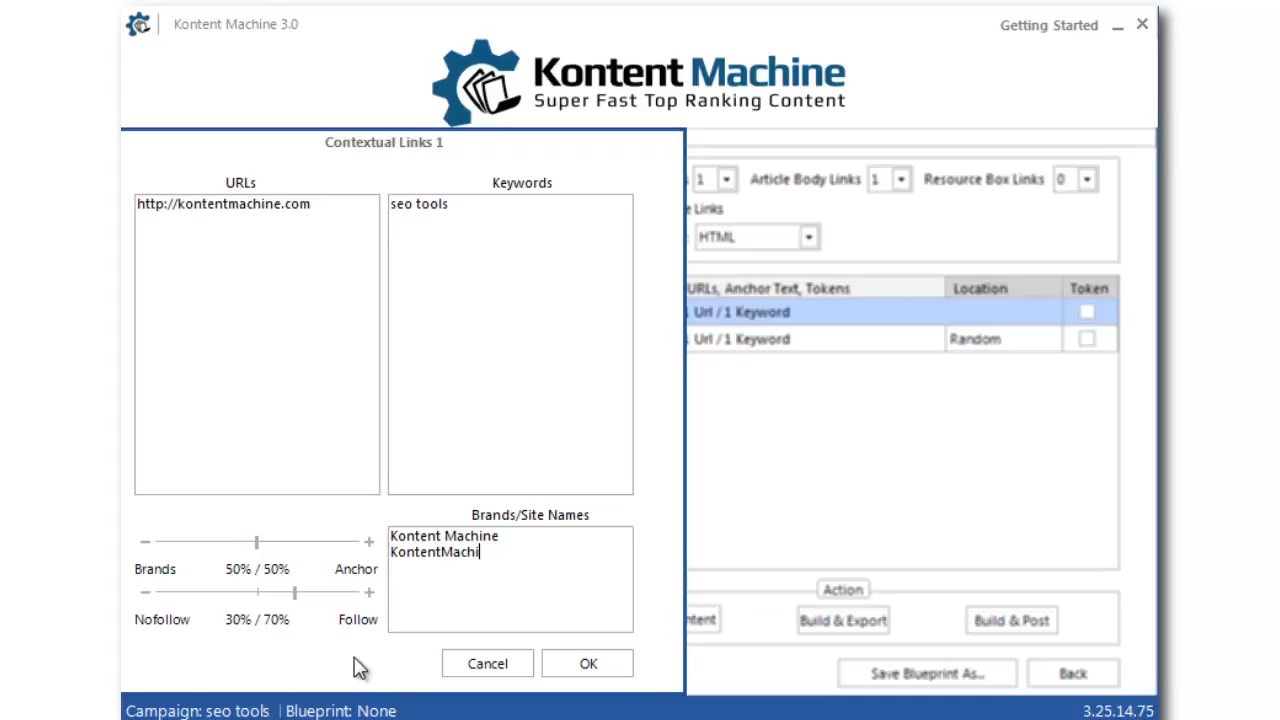 Kontent Machine 3.0
Getting Started
Kontent Machine
Super Fast Top Ranking Content
Contextual Links 1
URLs
Keywords
http://kontentmachine.com
seo tools
Brands/Site Names
Kontent Machine
KontentMachi
Brands 50% / 50% Anchor
Nofollow 30% / 70% Follow
Cancel OK
1 Article Body Links 1 Resource Box Links 0
Links
HTML
URLs, Anchor Text, Tokens Location Token
Url / 1 Keyword
Url / 1 Keyword Random
Action
Build & Export Build & Post
Save Blueprint As... Back
Campaign: seo tools | Blueprint: None
3.25.14.75